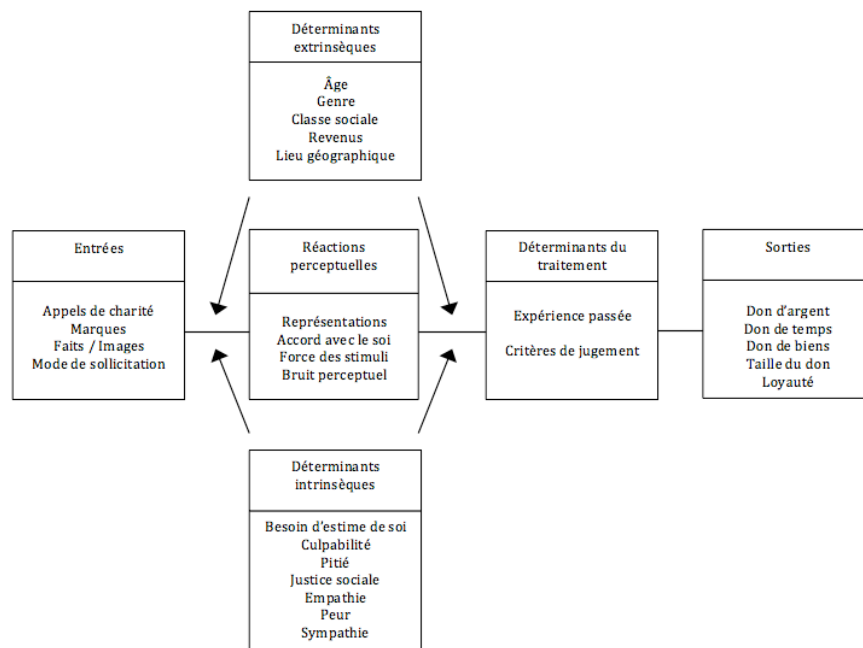 Déterminants
extrinsèques
Âge
Genre
Classe sociale
Revenus
Lieu géographique
Entrées
Appels de charité
Marques
Faits / Images
Mode de sollicitation
Réactions
perceptuelles
Représentations
Accord avec le soi
Force des stimuli
Bruit perceptuel
Déterminants du
traitement
Expérience passée
Critères de jugement
Sorties
Don d'argent
Don de temps
Don de biens
Taille du don
Loyauté
Déterminants
intrinsèques
Besoin d'estime de soi
Culpabilité
Pitié
Justice sociale
Empathie
Peur
Sympathie